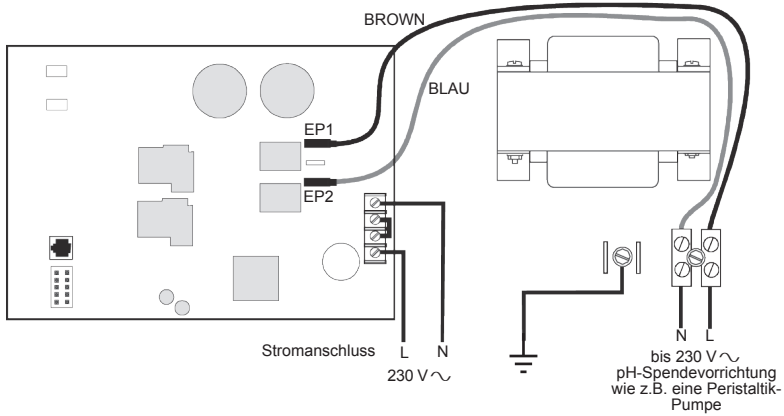 BROWN
BLAU
EP1
EP2
Stromanschluss L N
230 V ~
N L
bis 230 V ~
pH-Spendevorrichtung
wie z.B. eine Peristaltik-
Pumpe